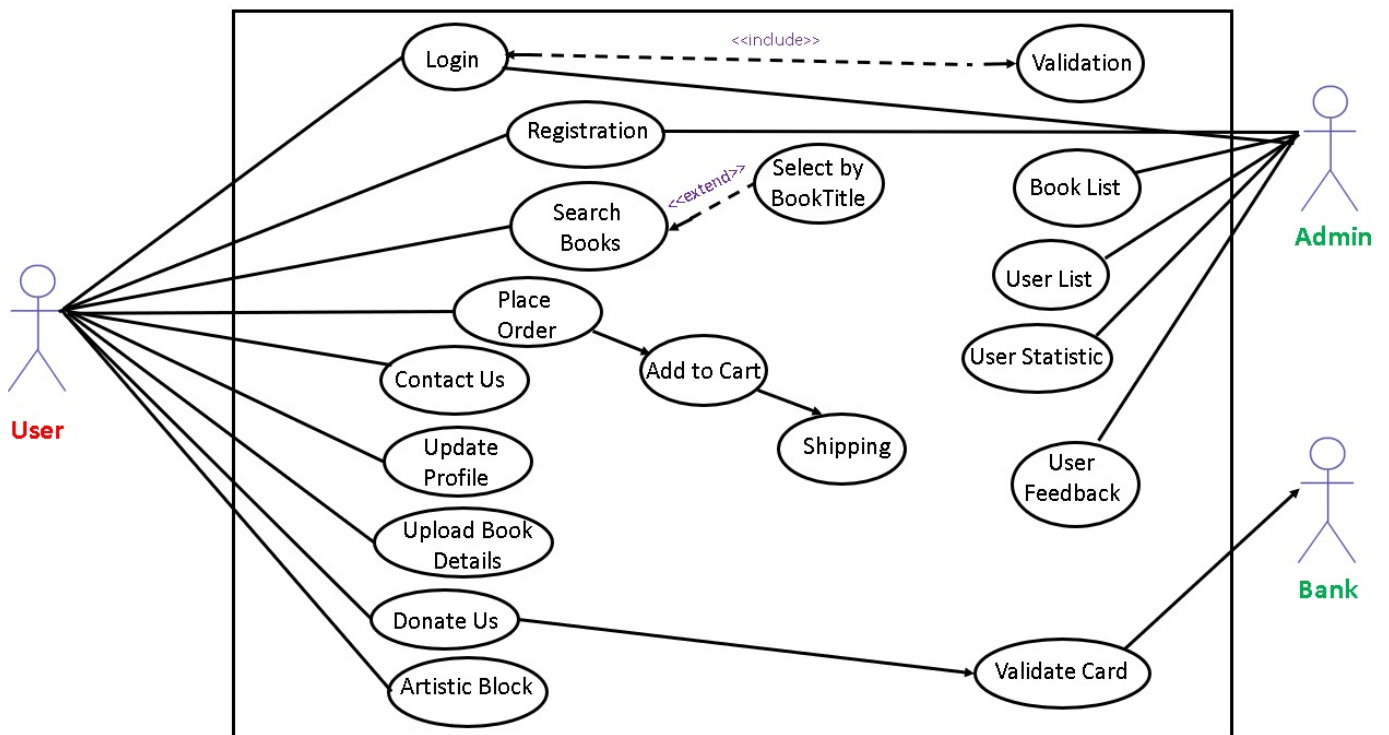 <<include>>
Login
Validation
Registration
<<extend>>
Select by
BookTitle
Book List
Search
Books
Admin
User List
Place
Order
User Statistic
Add to Cart
Contact Us
User
Shipping
Update
Profile
User
Feedback
Upload Book
Details
Bank
Donate Us
Validate Card
Artistic Block